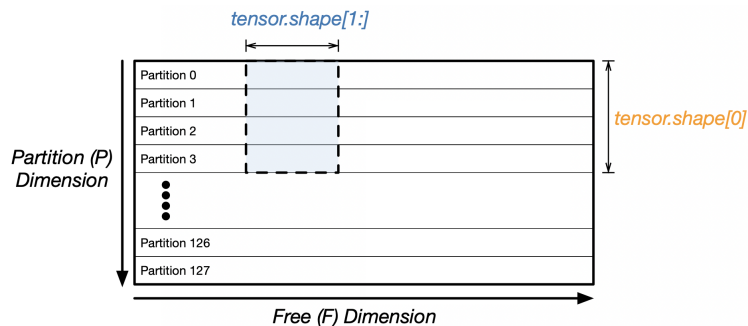 tensor.shape[1:]
Partition 0
Partition 1
Partition 2
Partition 3
tensor.shape[0]
Partition (P)
Dimension
Partition 126
Partition 127
Free (F) Dimension